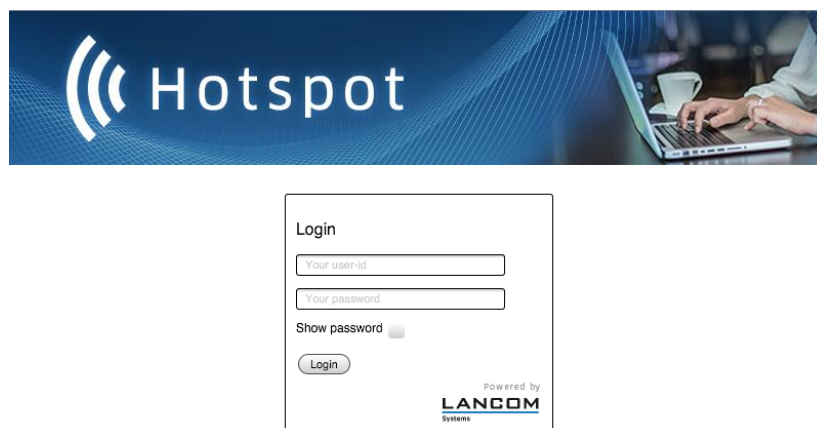 Hotspot
Login
Your user-id
Your password
Show password
Login
Powered by
LANCOM
Systems